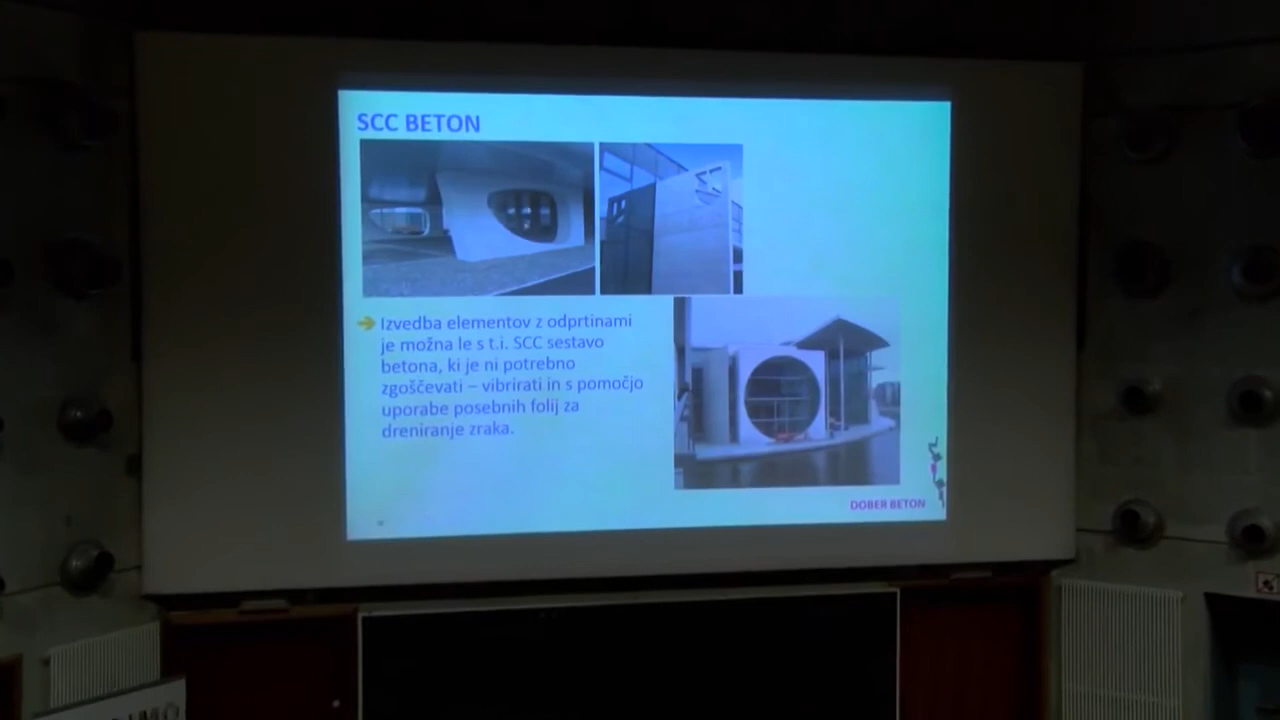 SCC BETON
Izvedba elementov z odprtinami
je možna le s t.i. SCC sestavo
betona, ki je ni potrebno
zgoščevati – vibrirati in s pomočjo
uporabe posebnih folij za
dreniranje zraka.
DOBER BETON